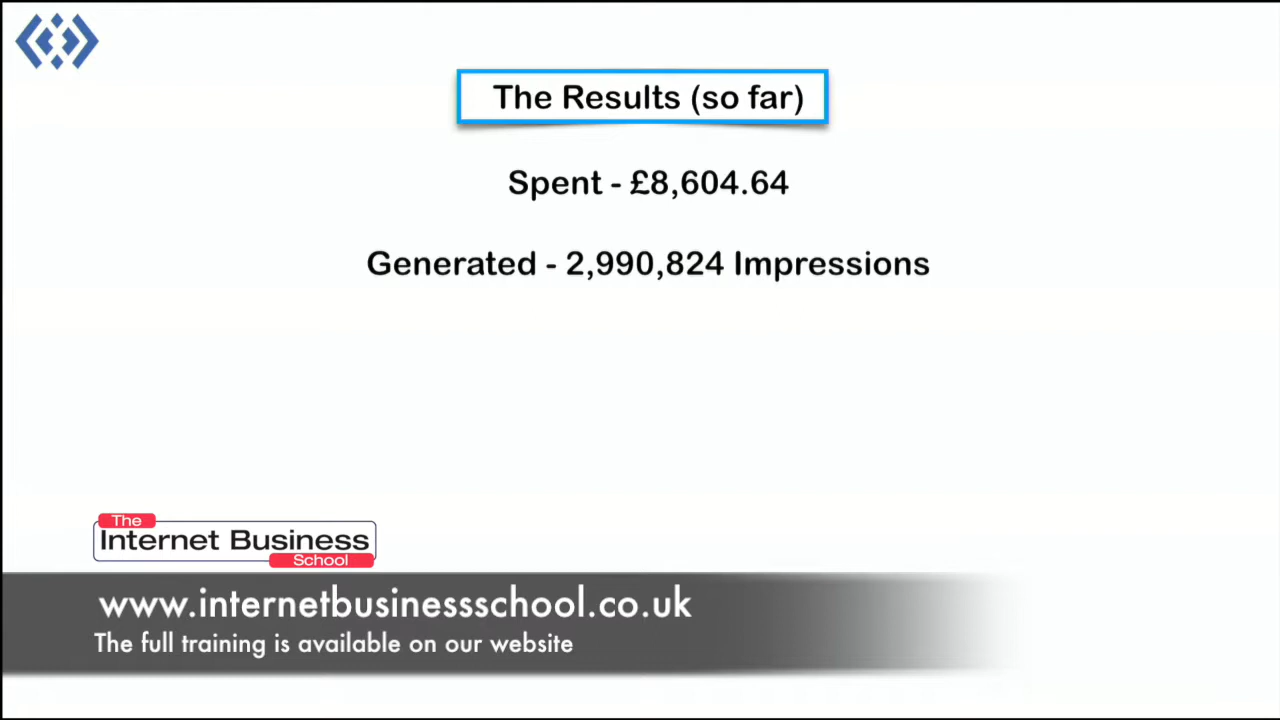 The Results (so far)
Spent - £8,604.64
Generated - 2,990,824 Impressions
The
Internet Business
School
www.internetbusinessschool.co.uk
The full training is available on our website